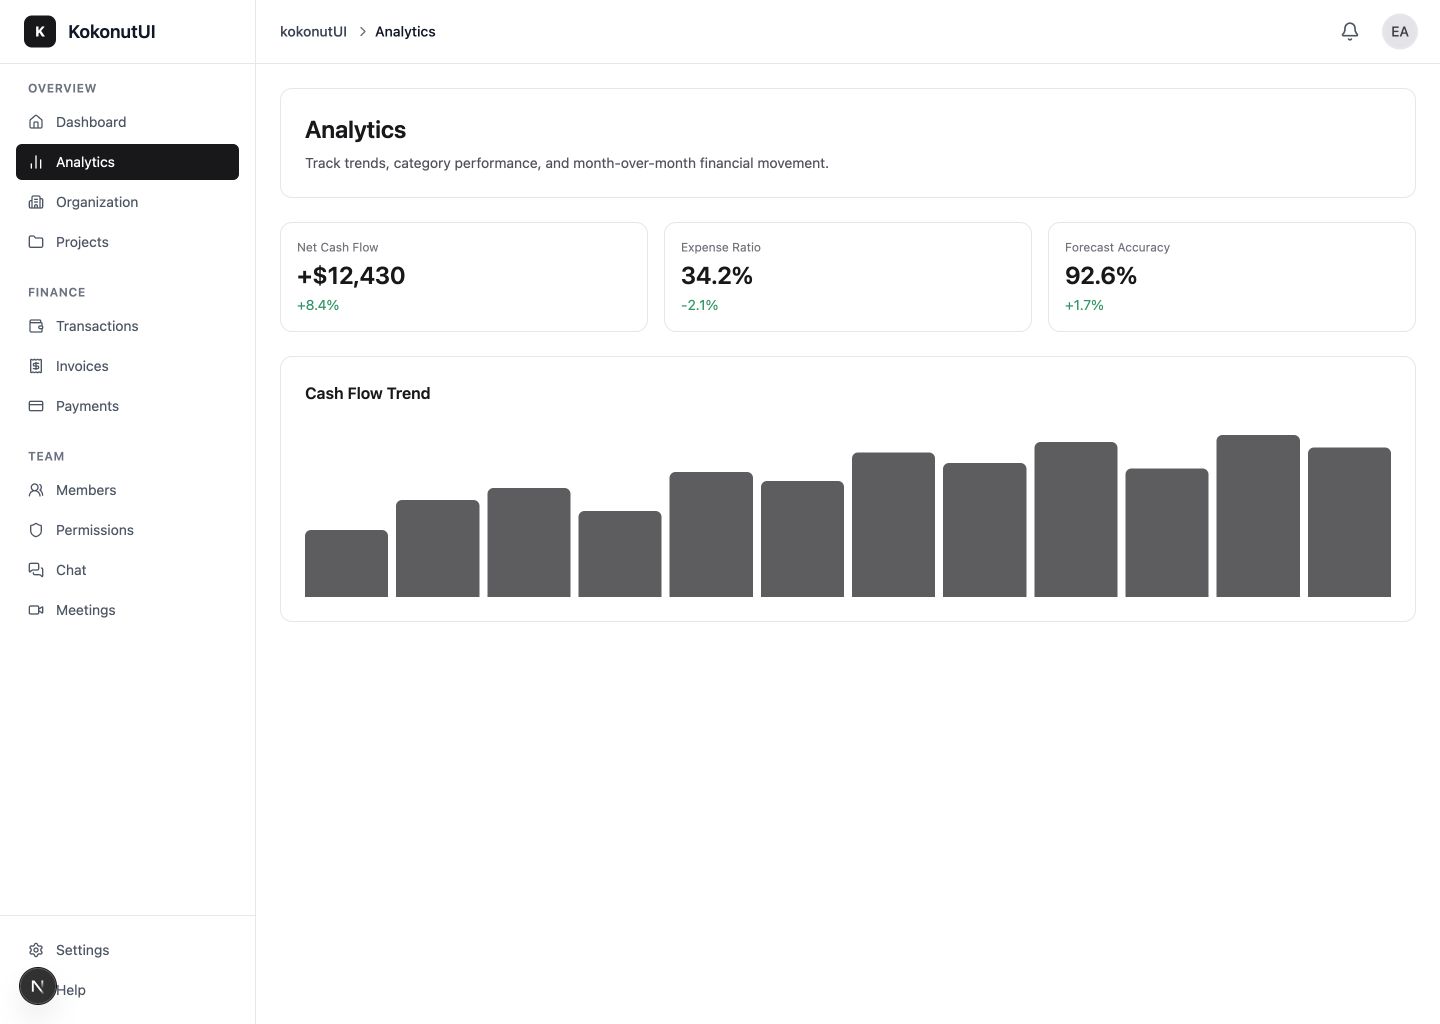 K
KokonutUI
kokonutUI > Analytics
EA
OVERVIEW
Dashboard
Analytics
Organization
Projects
FINANCE
Transactions
Invoices
Payments
TEAM
Members
Permissions
Chat
Meetings
Settings
N
Help
Analytics
Track trends, category performance, and month-over-month financial movement.
Net Cash Flow
+$12,430
+8.4%
Expense Ratio
34.2%
-2.1%
Forecast Accuracy
92.6%
+1.7%
Cash Flow Trend